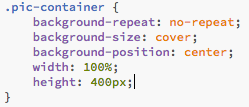 .pic-container {
    background-repeat: no-repeat;
    background-size: cover;
    background-position: center;
    width: 100%;
    height: 400px;
}